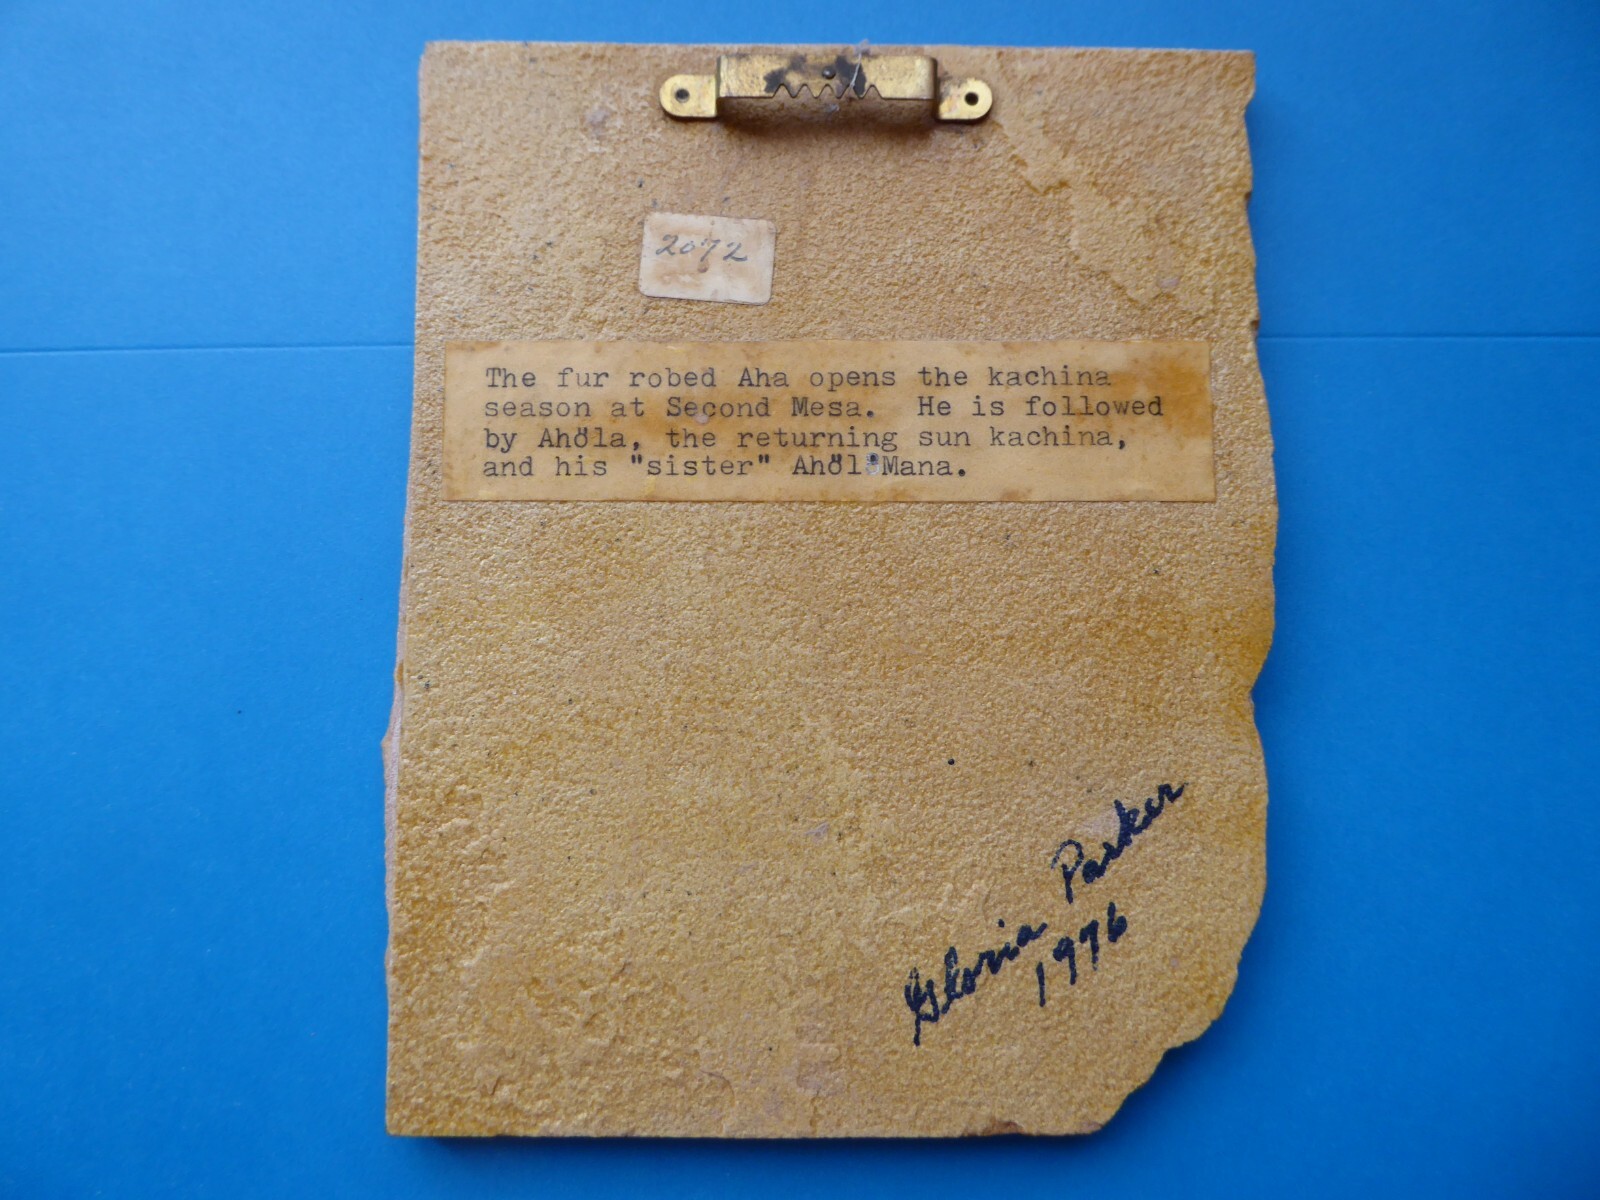 2072
The fur robed Aha opens the kachina
season at Second Mesa. He is followed
by Ahöla, the returning sun kachina,
and his "sister" Ahöl Mana.
Gloria Parker
1976